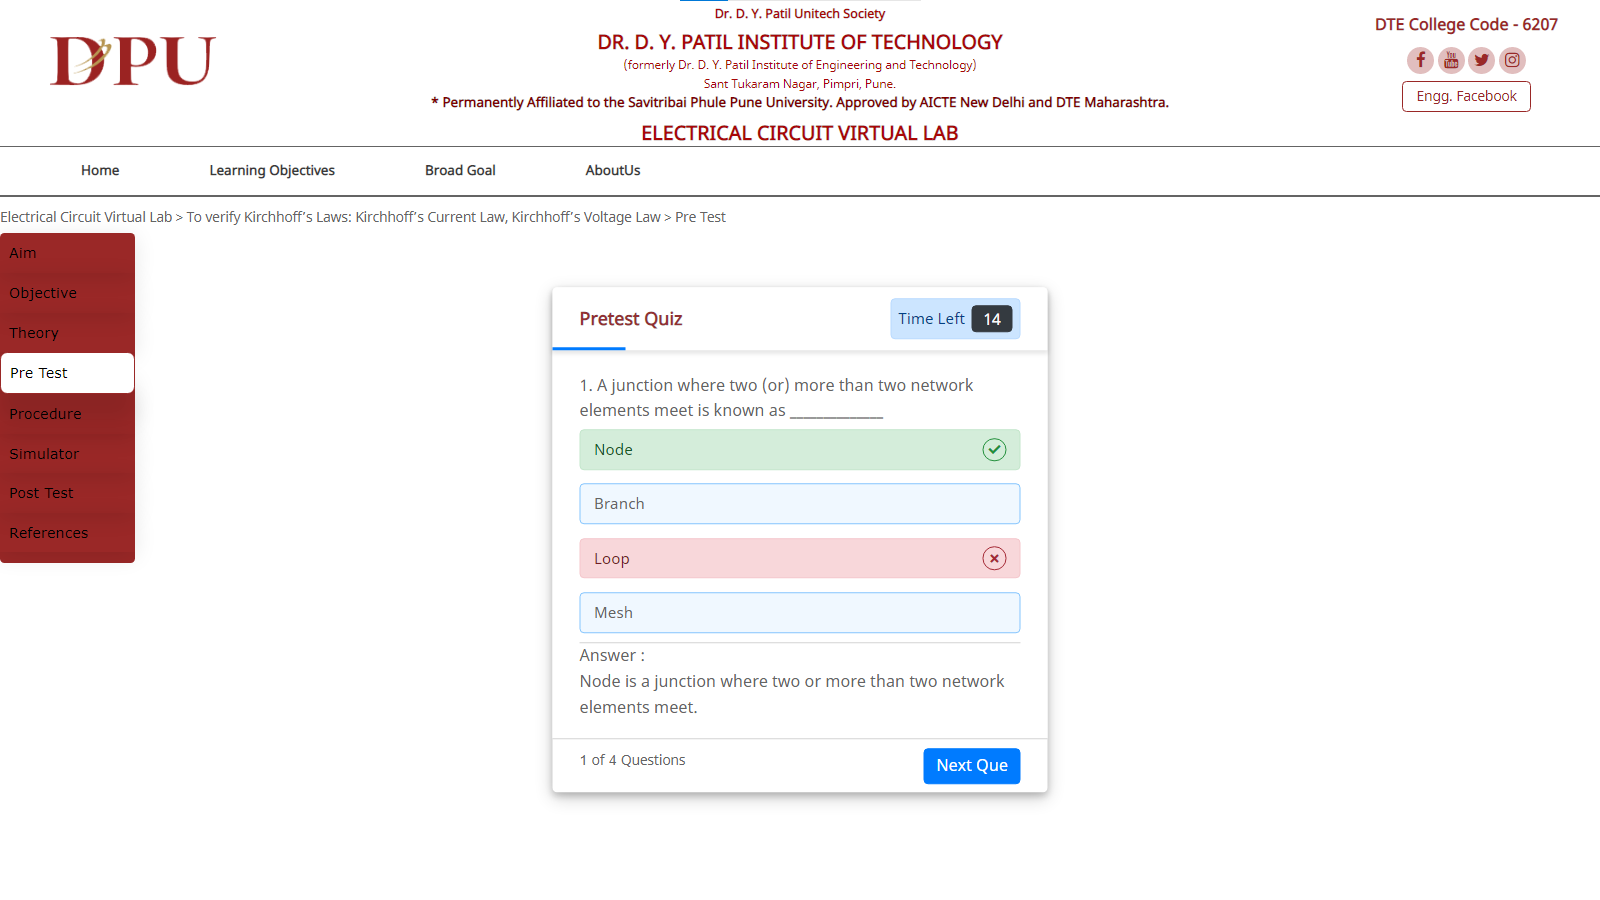 DPU
Dr. D. Y. Patil Unitech Society
DR. D. Y. PATIL INSTITUTE OF TECHNOLOGY
(formerly Dr. D. Y. Patil Institute of Engineering and Technology)
Sant Tukaram Nagar, Pimpri, Pune.
* Permanently Affiliated to the Savitribai Phule Pune University. Approved by AICTE New Delhi and DTE Maharashtra.
ELECTRICAL CIRCUIT VIRTUAL LAB
DTE College Code - 6207
You Tube
Engg. Facebook
Home
Learning Objectives
Broad Goal
AboutUs
Electrical Circuit Virtual Lab > To verify Kirchhoff’s Laws: Kirchhoff’s Current Law, Kirchhoff’s Voltage Law > Pre Test
Aim
Objective
Theory
Pre Test
Procedure
Simulator
Post Test
References
Pretest Quiz
Time Left 14
1. A junction where two (or) more than two network
elements meet is known as ______________
Node
Branch
Loop
Mesh
Answer :
Node is a junction where two or more than two network
elements meet.
1 of 4 Questions
Next Que